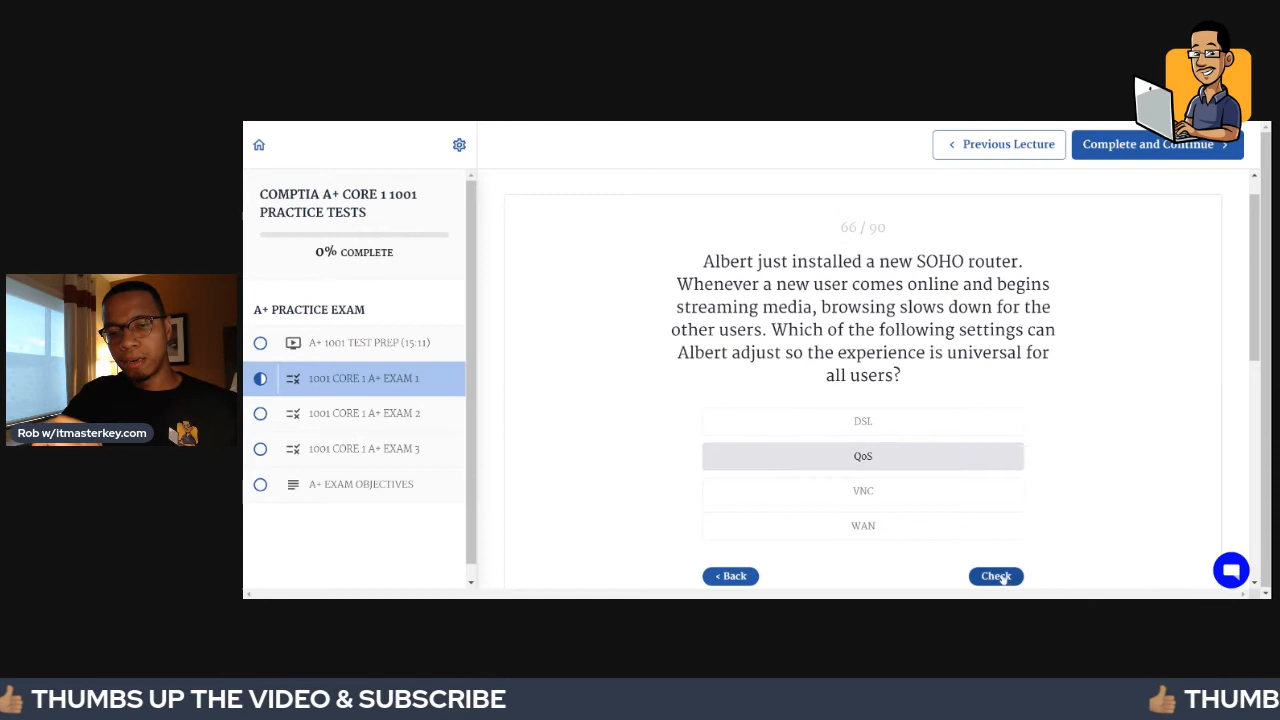 Previous Lecture
Complete and Continue
COMPTIA A+ CORE 1 1001
PRACTICE TESTS
0% COMPLETE
A+ PRACTICE EXAM
A+ 1001 TEST PREP (15:11)
1001 CORE 1 A+ EXAM 1
1001 CORE 1 A+ EXAM 2
1001 CORE 1 A+ EXAM 3
A+ EXAM OBJECTIVES
66 / 90
Albert just installed a new SOHO router.
Whenever a new user comes online and begins
streaming media, browsing slows down for the
other users. Which of the following settings can
Albert adjust so the experience is universal for
all users?
DSL
QoS
VNC
WAN
< Back
Check
Rob w/itmasterkey.com
THUMBS UP THE VIDEO & SUBSCRIBE
THUMB